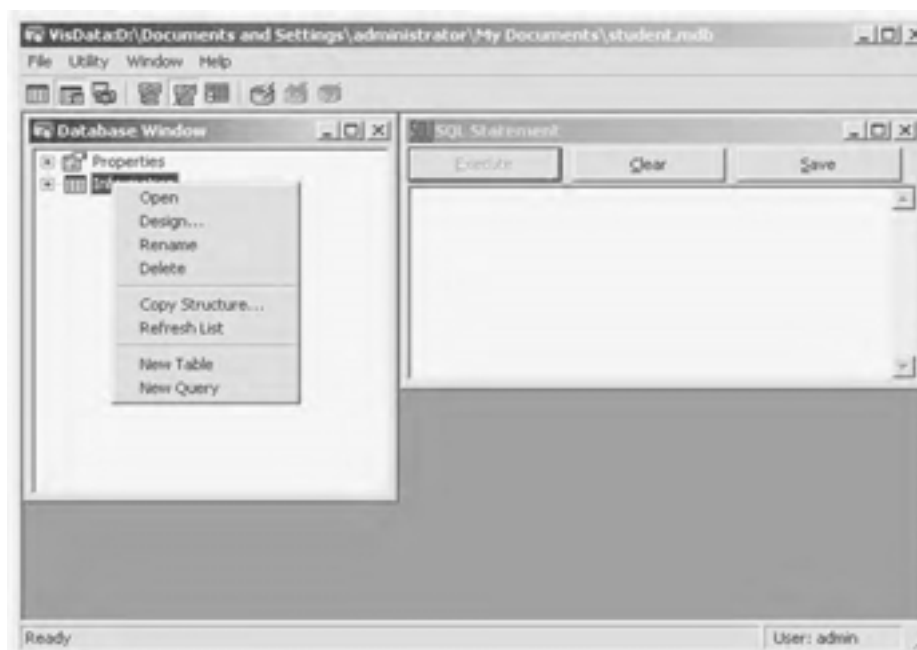 VisData:D:\Documents and Settings\administrator\My Documents\student.mdb
File Utility Window Help
Database Window
SQL Statement
Properties
Execute Clear Save
Open
Design...
Rename
Delete
Copy Structure...
Refresh List
New Table
New Query
Ready
User: admin